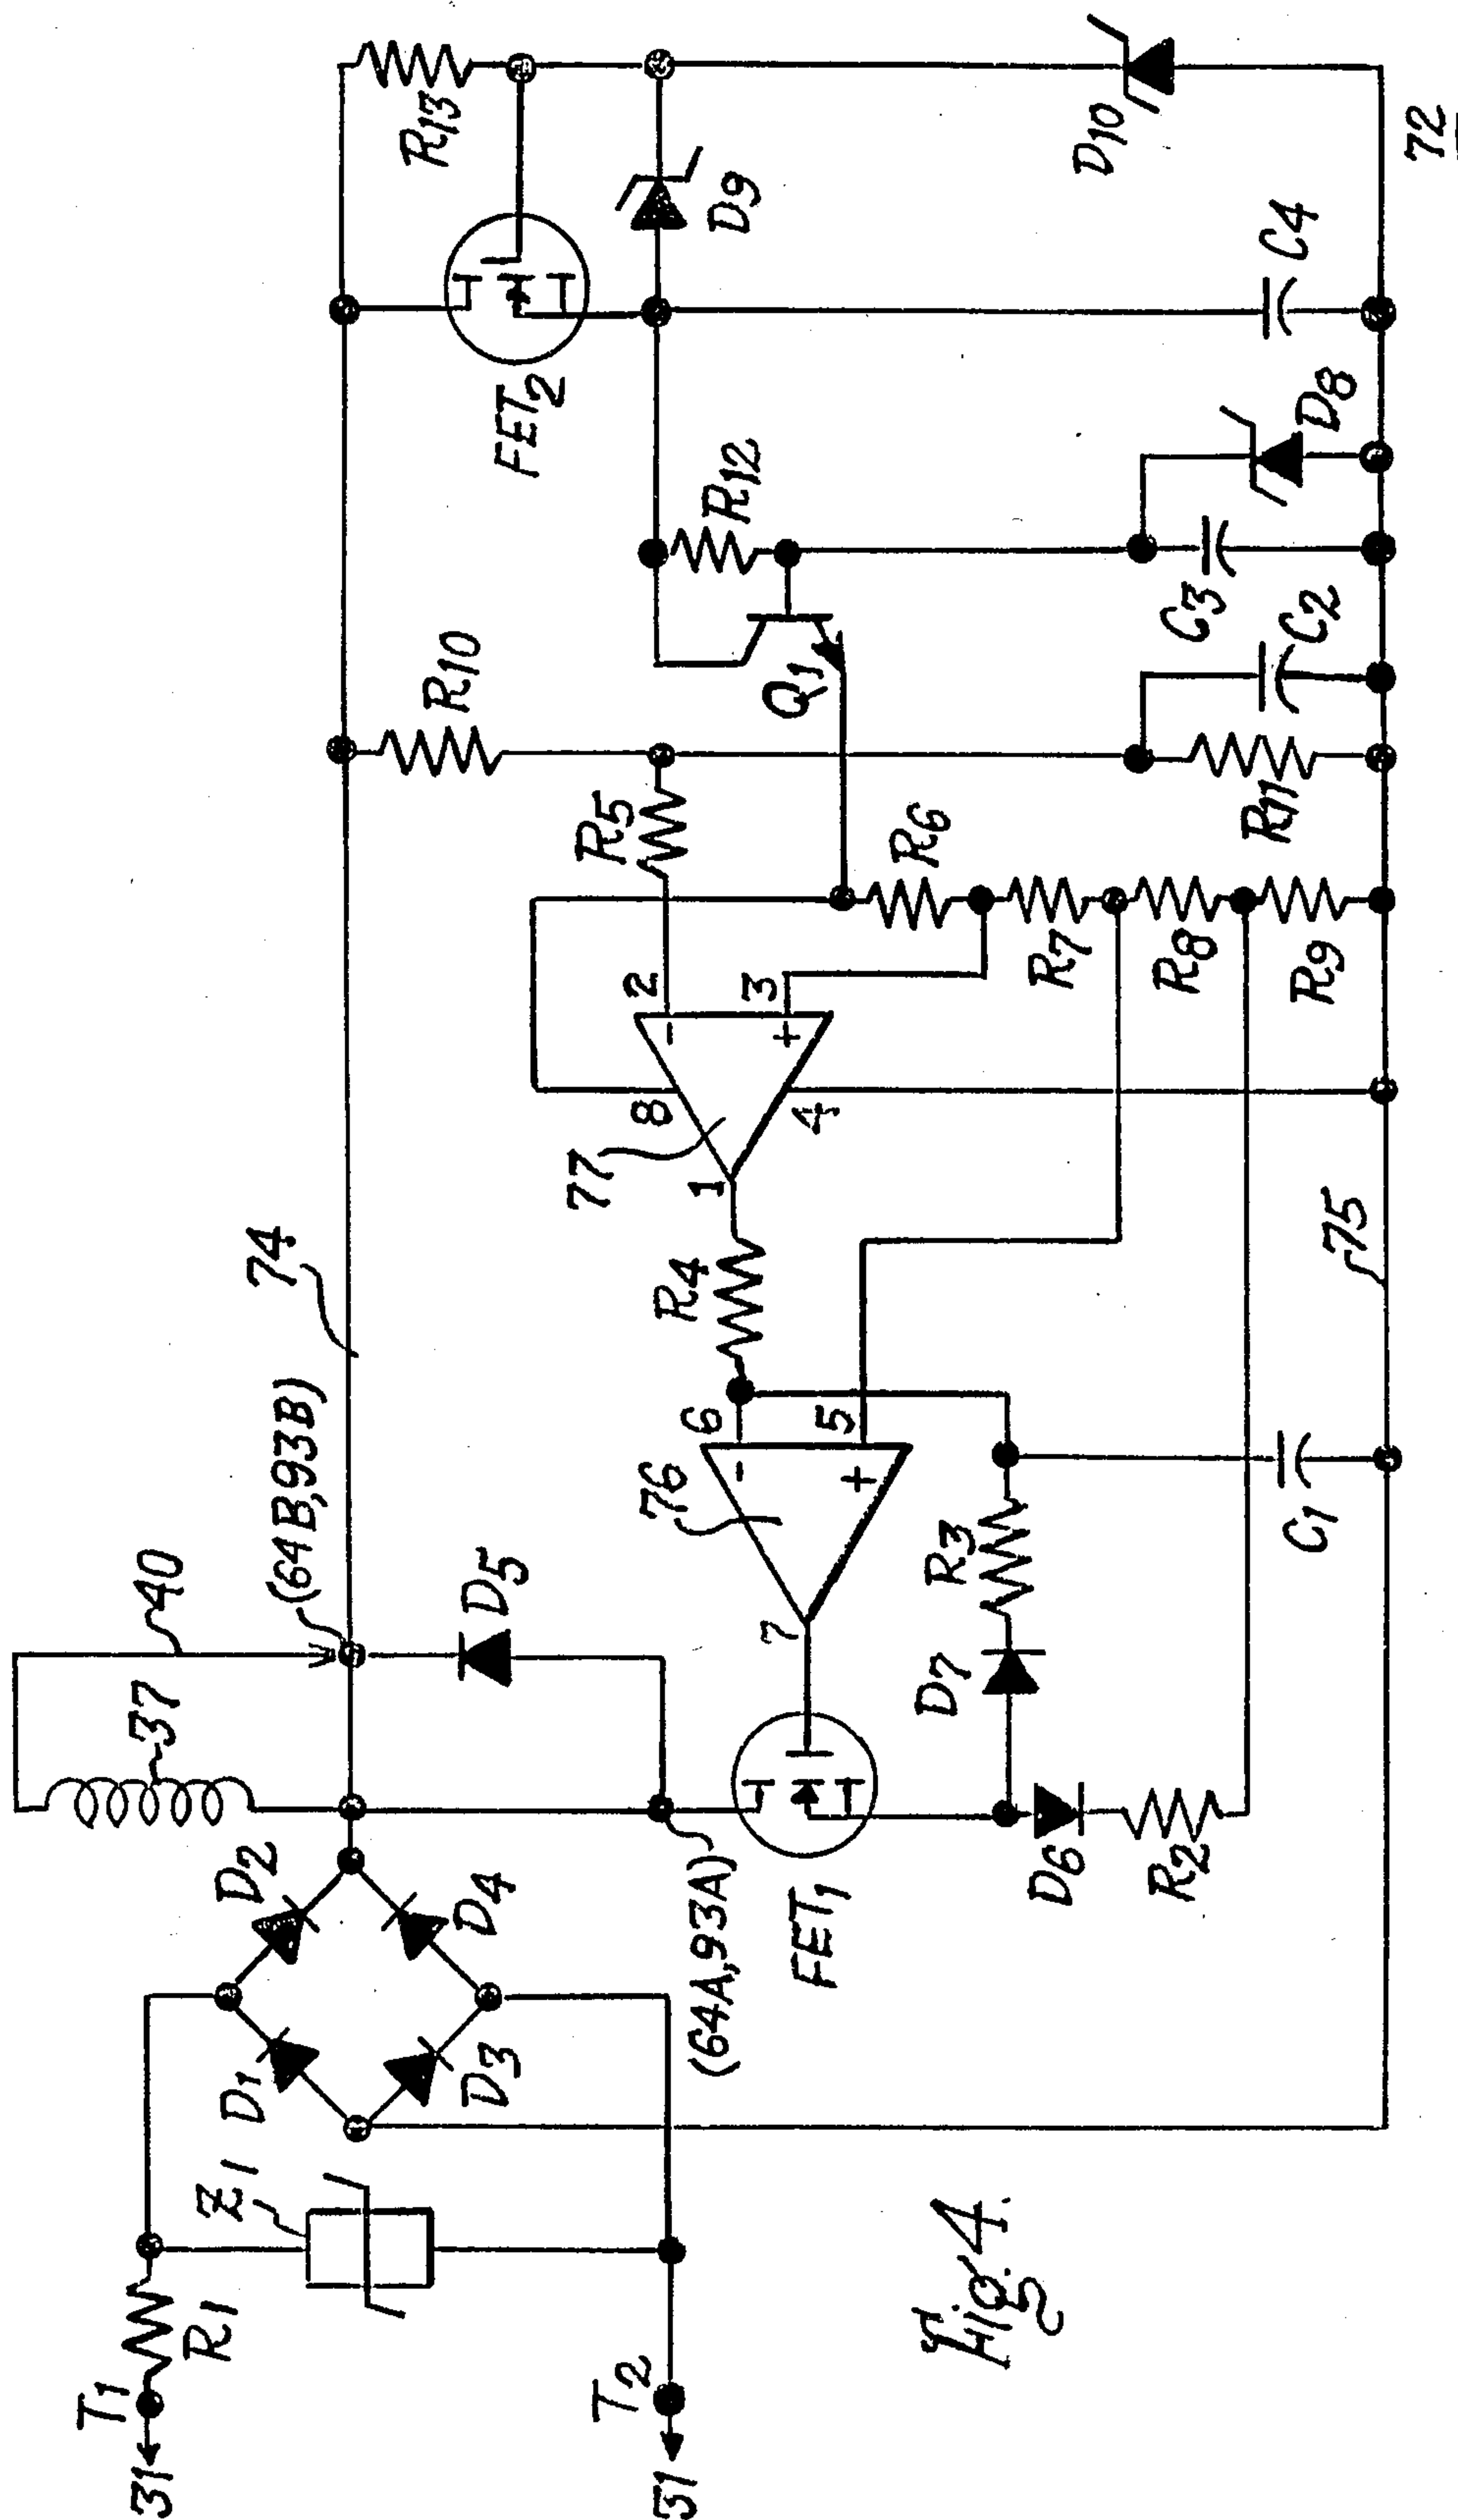 T1
31
R1
Z1
T2
31
D1
D2
D3
D4
37
40
(64B,93B)
74
D5
(64A,93A)
FET1
76
6
5
7
-
+
D7
R3
D6
R2
C1
R4
77
1
8
4
2
3
-
+
R5
R10
R6
R7
R8
R9
75
R11
C2
Q1
R12
C3
D8
FET2
R13
D9
C4
D10
72
Fig. 4.